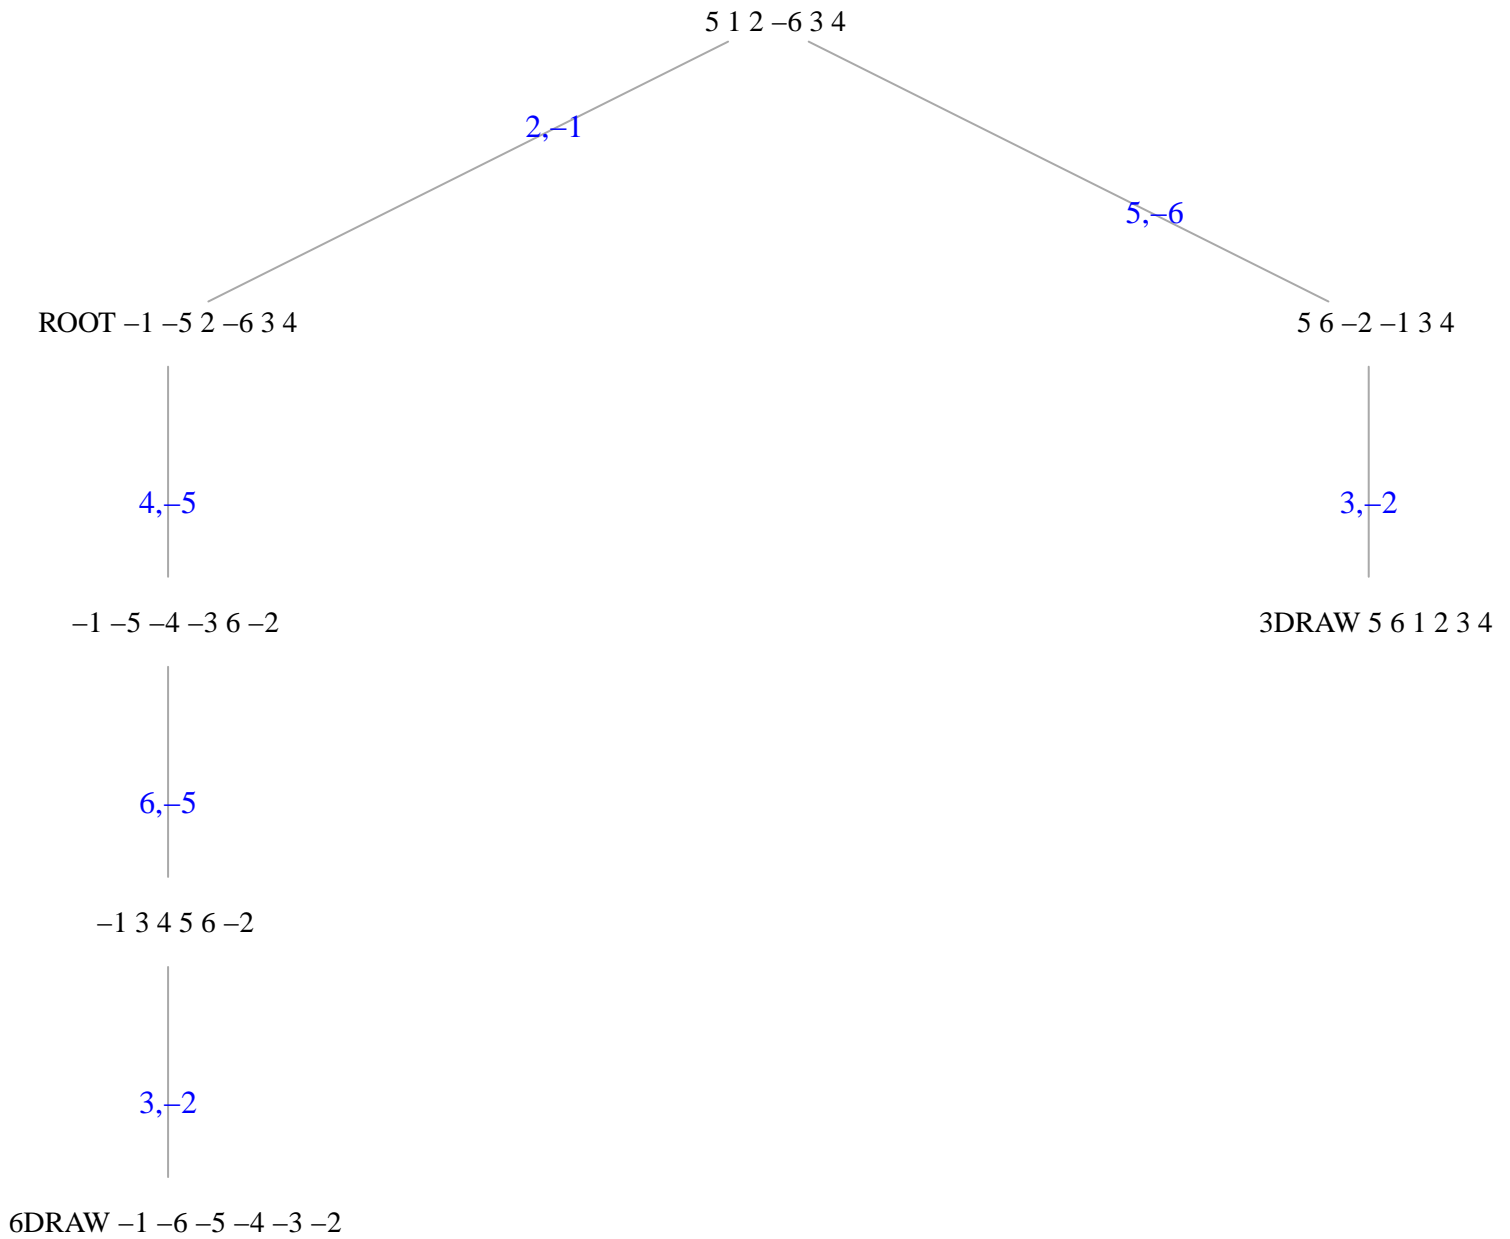 5 1 2 –6 3 4
2,–1
5,–6
ROOT –1 –5 2 –6 3 4
5 6 –2 –1 3 4
4,–5
3,–2
–1 –5 –4 –3 6 –2
3DRAW 5 6 1 2 3 4
6,–5
–1 3 4 5 6 –2
3,–2
6DRAW –1 –6 –5 –4 –3 –2